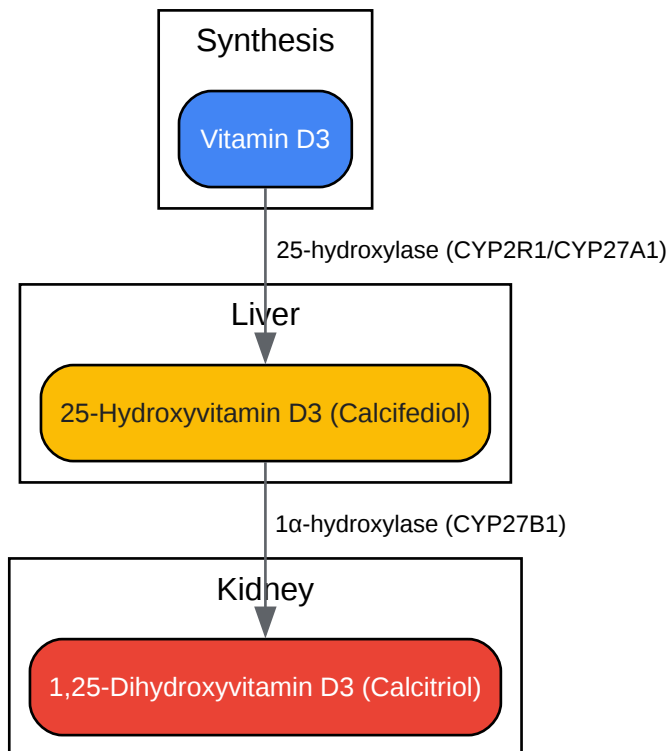 Synthesis
Vitamin D3
25-hydroxylase (CYP2R1/CYP27A1)
Liver
25-Hydroxyvitamin D3 (Calcifediol)
1α-hydroxylase (CYP27B1)
Kidney
1,25-Dihydroxyvitamin D3 (Calcitriol)